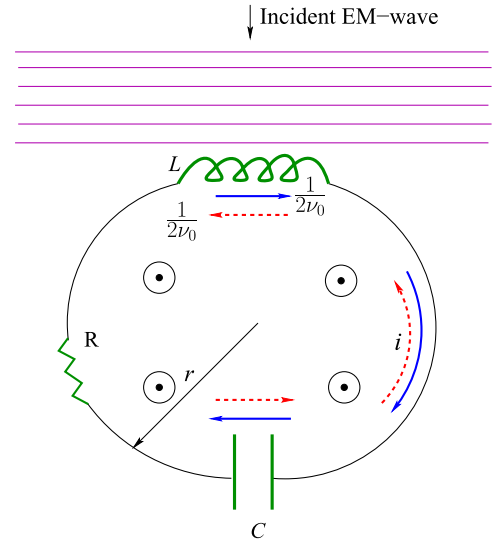 Incident EM−wave
L
1/2ν₀
1/2ν₀
R
i
r
C